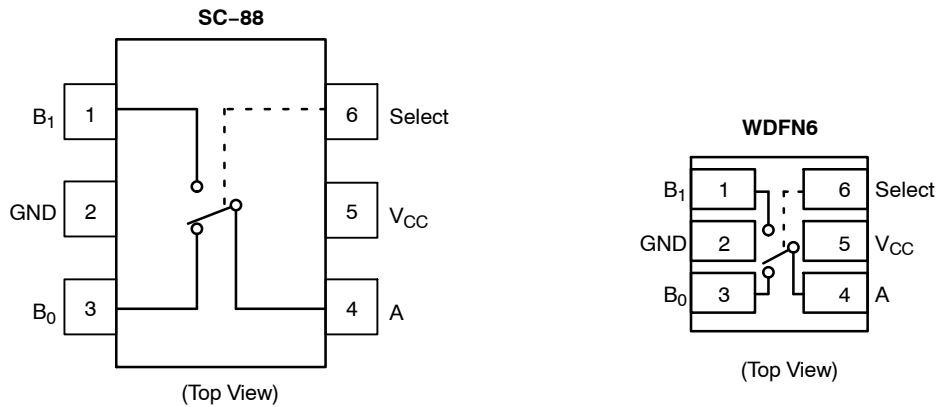 SC–88
B1 1 6 Select
GND 2 5 VCC
B0 3 4 A
(Top View)
WDFN6
B1 1 6 Select
GND 2 5 VCC
B0 3 4 A
(Top View)